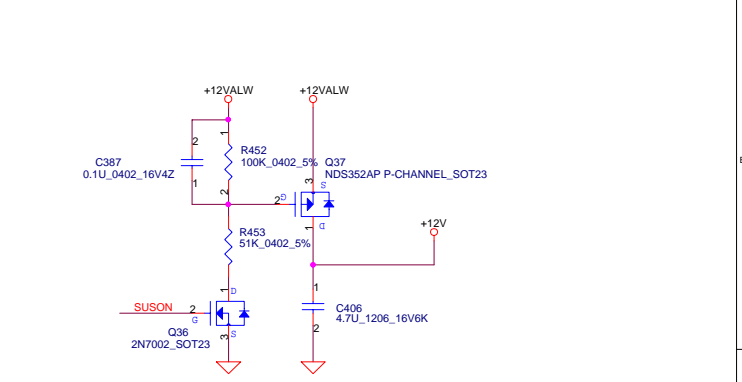 +12VALW
+12VALW
2
1
C387
0.1U_0402_16V4Z
1
R452
100K_0402_5%
2
Q37
NDS352AP P-CHANNEL_SOT23
3
S
2
G
1
D
+12V
R453
51K_0402_5%
1
D
SUSON
2
G
3
S
Q36
2N7002_SOT23
1
C406
4.7U_1206_16V6K
2